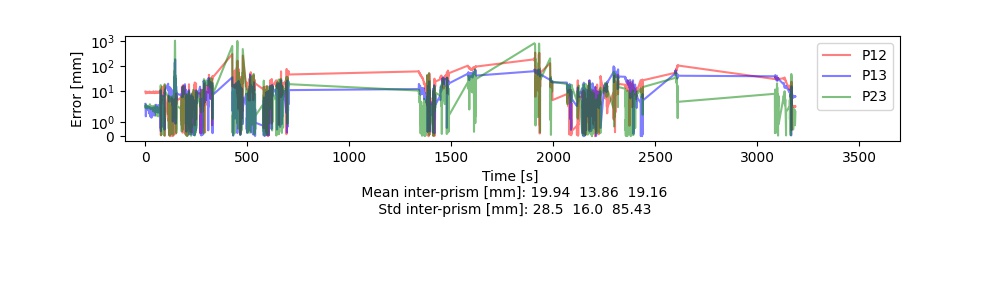 Error [mm]
10³
10²
10¹
10⁰
0
P12
P13
P23
0 500 1000 1500 2000 2500 3000 3500
Time [s]
Mean inter-prism [mm]: 19.94 13.86 19.16
Std inter-prism [mm]: 28.5 16.0 85.43